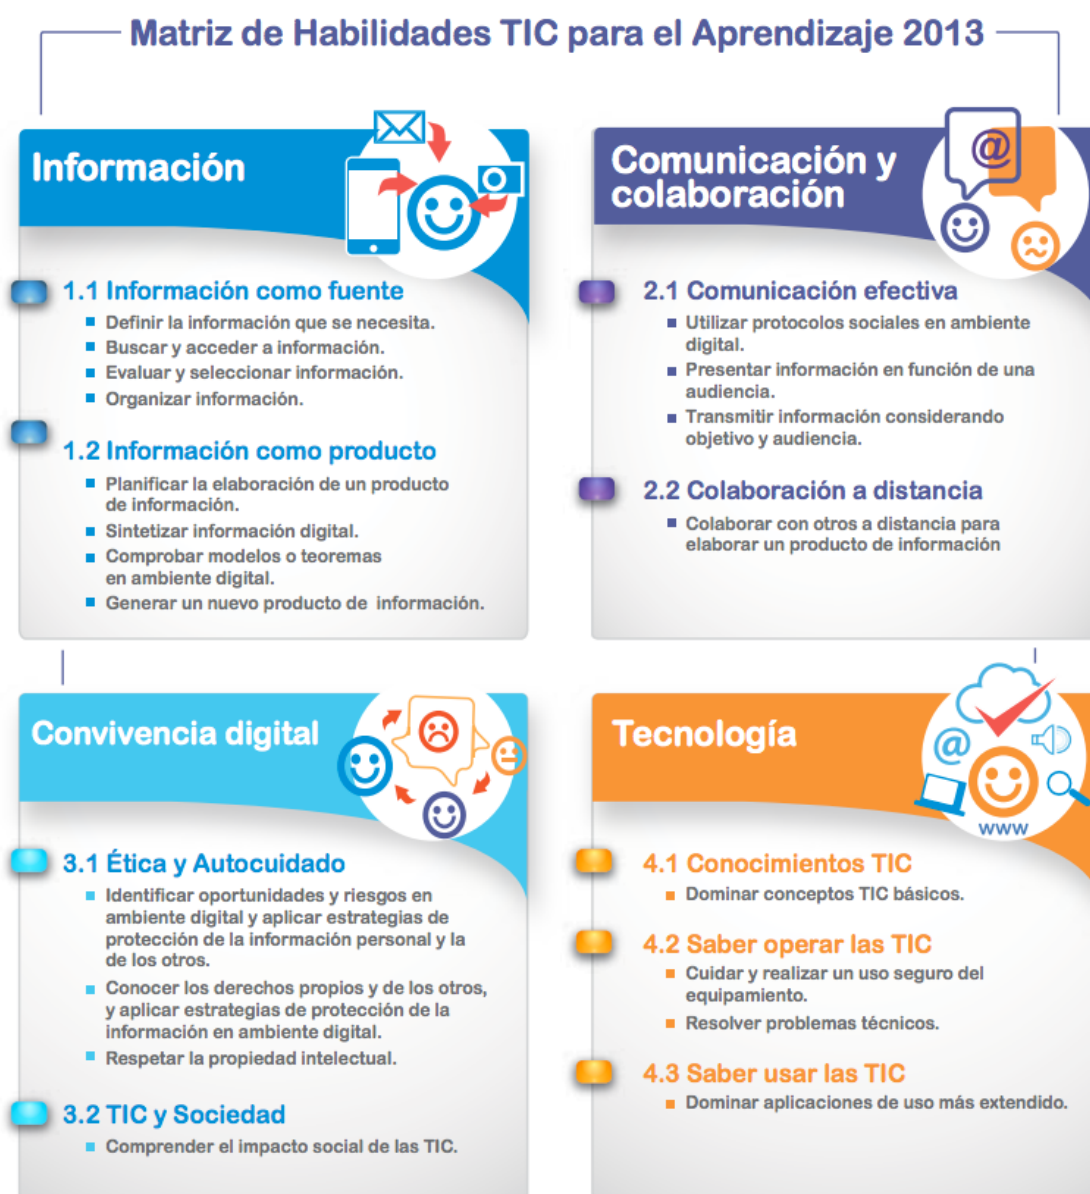 Matriz de Habilidades TIC para el Aprendizaje 2013
Información
1.1 Información como fuente
Definir la información que se necesita.
Buscar y acceder a información.
Evaluar y seleccionar información.
Organizar información.
1.2 Información como producto
Planificar la elaboración de un producto
de información.
Sintetizar información digital.
Comprobar modelos o teoremas
en ambiente digital.
Generar un nuevo producto de información.
Comunicación y
colaboración
@
2.1 Comunicación efectiva
Utilizar protocolos sociales en ambiente
digital.
Presentar información en función de una
audiencia.
Transmitir información considerando
objetivo y audiencia.
2.2 Colaboración a distancia
Colaborar con otros a distancia para
elaborar un producto de información
Convivencia digital
3.1 Ética y Autocuidado
Identificar oportunidades y riesgos en
ambiente digital y aplicar estrategias de
protección de la información personal y la
de los otros.
Conocer los derechos propios y de los otros,
y aplicar estrategias de protección de la
información en ambiente digital.
Respetar la propiedad intelectual.
3.2 TIC y Sociedad
Comprender el impacto social de las TIC.
Tecnología
@
www
4.1 Conocimientos TIC
Dominar conceptos TIC básicos.
4.2 Saber operar las TIC
Cuidar y realizar un uso seguro del
equipamiento.
Resolver problemas técnicos.
4.3 Saber usar las TIC
Dominar aplicaciones de uso más extendido.